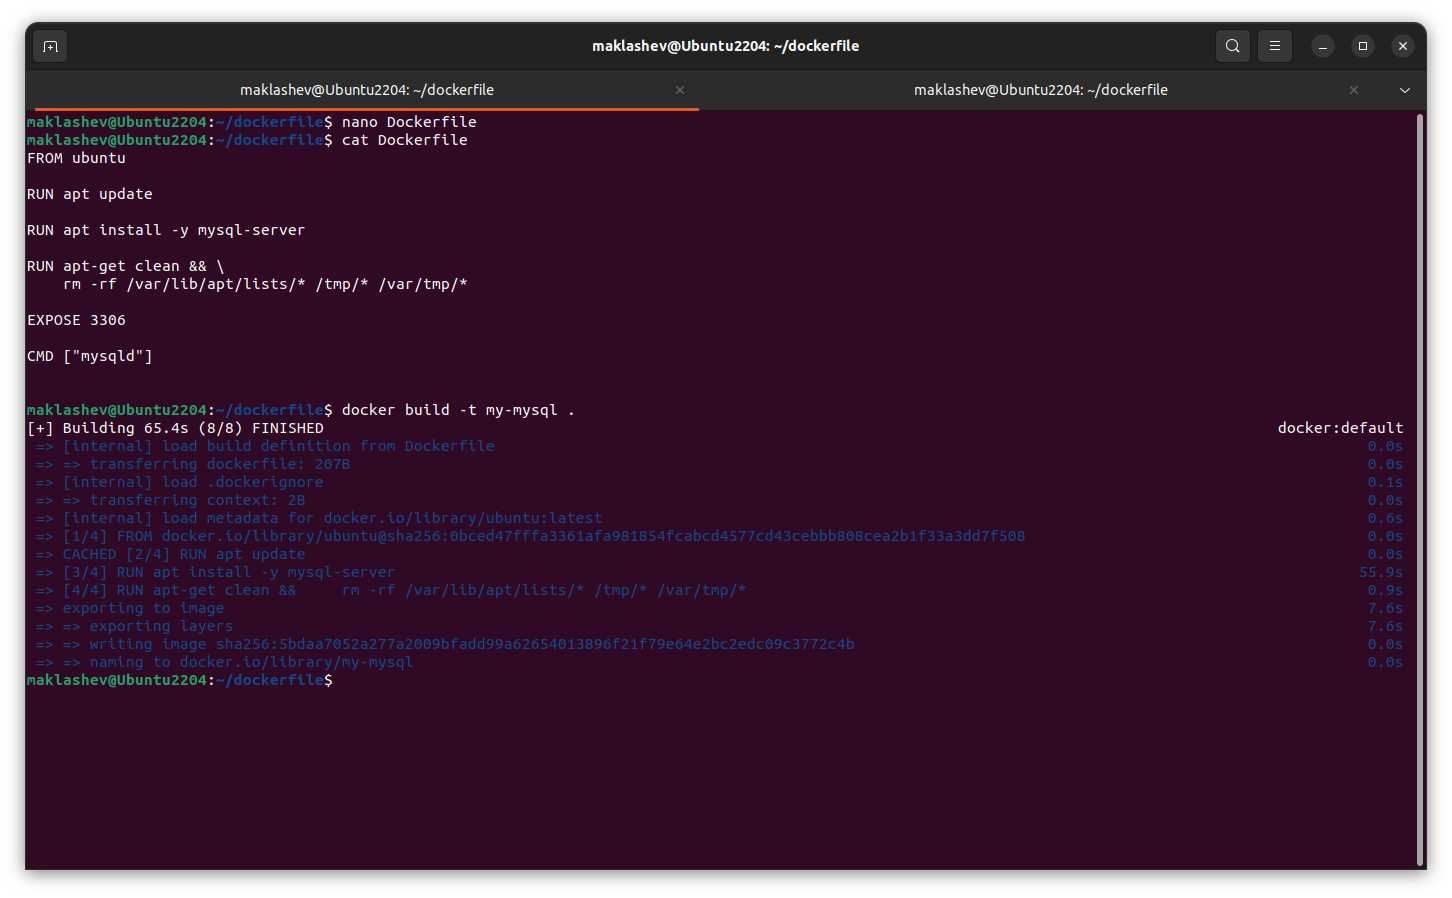 maklashev@Ubuntu2204: ~/dockerfile
maklashev@Ubuntu2204: ~/dockerfile
maklashev@Ubuntu2204: ~/dockerfile
maklashev@Ubuntu2204:~/dockerfile$ nano Dockerfile
maklashev@Ubuntu2204:~/dockerfile$ cat Dockerfile
FROM ubuntu
RUN apt update
RUN apt install -y mysql-server
RUN apt-get clean && \
    rm -rf /var/lib/apt/lists/* /tmp/* /var/tmp/*
EXPOSE 3306
CMD ["mysqld"]
maklashev@Ubuntu2204:~/dockerfile$ docker build -t my-mysql .
[+] Building 65.4s (8/8) FINISHED docker:default
 => [internal] load build definition from Dockerfile 0.0s
 => => transferring dockerfile: 207B 0.0s
 => [internal] load .dockerignore 0.1s
 => => transferring context: 2B 0.0s
 => [internal] load metadata for docker.io/library/ubuntu:latest 0.6s
 => [1/4] FROM docker.io/library/ubuntu@sha256:0bced47fffa3361afa981854fcabcd4577cd43cebbb808cea2b1f33a3dd7f508 0.0s
 => CACHED [2/4] RUN apt update 0.0s
 => [3/4] RUN apt install -y mysql-server 55.9s
 => [4/4] RUN apt-get clean &&     rm -rf /var/lib/apt/lists/* /tmp/* /var/tmp/* 0.9s
 => exporting to image 7.6s
 => => exporting layers 7.6s
 => => writing image sha256:5bdaa7052a277a2009bfadd99a62654013896f21f79e64e2bc2edc09c3772c4b 0.0s
 => => naming to docker.io/library/my-mysql 0.0s
maklashev@Ubuntu2204:~/dockerfile$